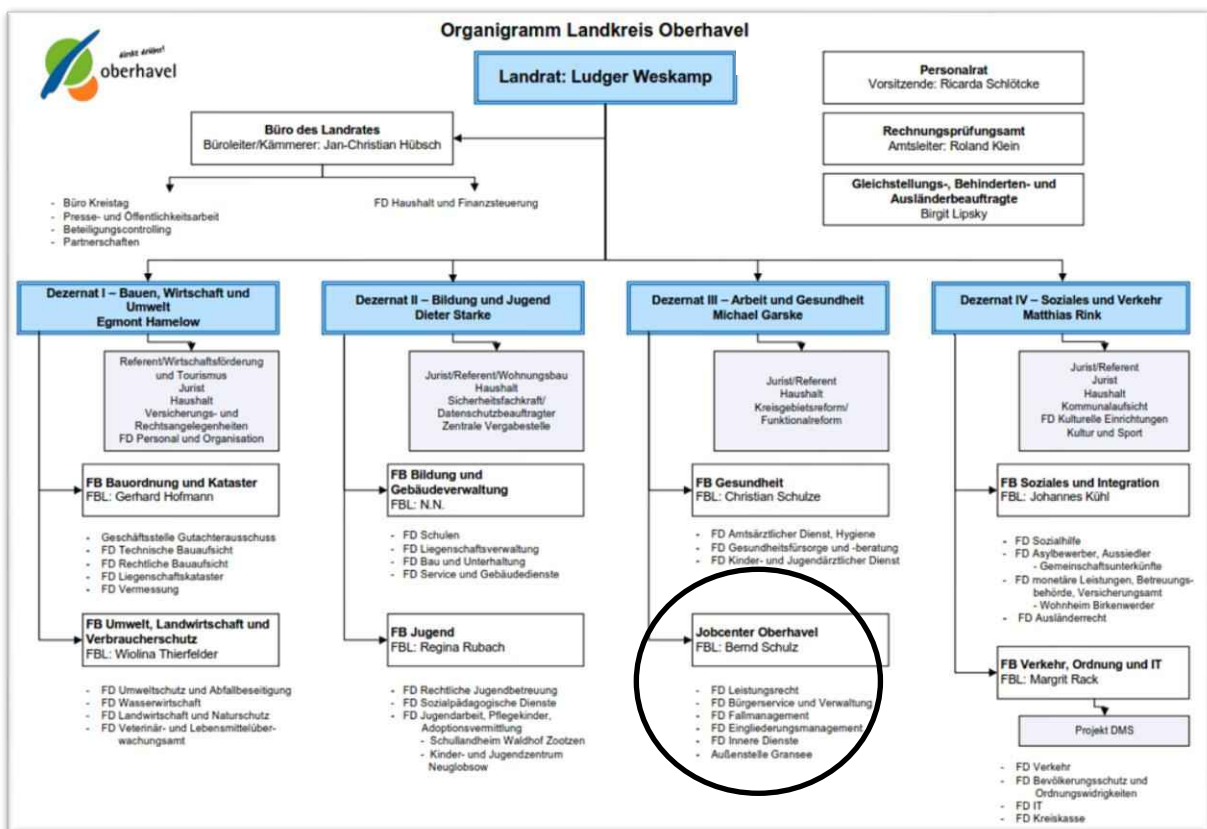 Organigramm Landkreis Oberhavel
direkt drüber!
oberhavel
Landrat: Ludger Weskamp
Personalrat
Vorsitzende: Ricarda Schlötcke
Büro des Landrates
Büroleiter/Kämmerer: Jan-Christian Hübsch
Rechnungsprüfungsamt
Amtsleiter: Roland Klein
Gleichstellungs-, Behinderten- und
Ausländerbeauftragte
Birgit Lipsky
- Büro Kreistag
- Presse- und Öffentlichkeitsarbeit
- Beteiligungscontrolling
- Partnerschaften
FD Haushalt und Finanzsteuerung
Dezernat I – Bauen, Wirtschaft und
Umwelt
Egmont Hamelow
Referent/Wirtschaftsförderung
und Tourismus
Jurist
Haushalt
Versicherungs- und
Rechtsangelegenheiten
FD Personal und Organisation
FB Bauordnung und Kataster
FBL: Gerhard Hofmann
- Geschäftsstelle Gutachterausschuss
- FD Technische Bauaufsicht
- FD Rechtliche Bauaufsicht
- FD Liegenschaftskataster
- FD Vermessung
FB Umwelt, Landwirtschaft und
Verbraucherschutz
FBL: Wiolina Thierfelder
- FD Umweltschutz und Abfallbeseitigung
- FD Wasserwirtschaft
- FD Landwirtschaft und Naturschutz
- FD Veterinär- und Lebensmittelüber-
wachungsamt
Dezernat II – Bildung und Jugend
Dieter Starke
Jurist/Referent/Wohnungsbau
Haushalt
Sicherheitsfachkraft/
Datenschutzbeauftragter
Zentrale Vergabestelle
FB Bildung und
Gebäudeverwaltung
FBL: N.N.
- FD Schulen
- FD Liegenschaftsverwaltung
- FD Bau und Unterhaltung
- FD Service und Gebäudedienste
FB Jugend
FBL: Regina Rubach
- FD Rechtliche Jugendbetreuung
- FD Sozialpädagogische Dienste
- FD Jugendarbeit, Pflegekinder,
Adoptionsvermittlung
- Schullandheim Waldhof Zootzen
- Kinder- und Jugendzentrum
Neuglobsow
Dezernat III – Arbeit und Gesundheit
Michael Garske
Jurist/Referent
Haushalt
Kreisgebietsreform/
Funktionalreform
FB Gesundheit
FBL: Christian Schulze
- FD Amtsärztlicher Dienst, Hygiene
- FD Gesundheitsfürsorge und -beratung
- FD Kinder- und Jugendärztlicher Dienst
Jobcenter Oberhavel
FBL: Bernd Schulz
- FD Leistungsrecht
- FD Bürgerservice und Verwaltung
- FD Fallmanagement
- FD Eingliederungsmanagement
- FD Innere Dienste
- Außenstelle Gransee
Dezernat IV – Soziales und Verkehr
Matthias Rink
Jurist/Referent
Jurist
Haushalt
Kommunalaufsicht
FD Kulturelle Einrichtungen
Kultur und Sport
FB Soziales und Integration
FBL: Johannes Kühl
- FD Sozialhilfe
- FD Asylbewerber, Aussiedler
- Gemeinschaftsunterkünfte
- FD monetäre Leistungen, Betreuungs-
behörde, Versicherungsamt
- Wohnheim Birkenwerder
- FD Ausländerrecht
FB Verkehr, Ordnung und IT
FBL: Margrit Rack
Projekt DMS
- FD Verkehr
- FD Bevölkerungsschutz und
Ordnungswidrigkeiten
- FD IT
- FD Kreiskasse